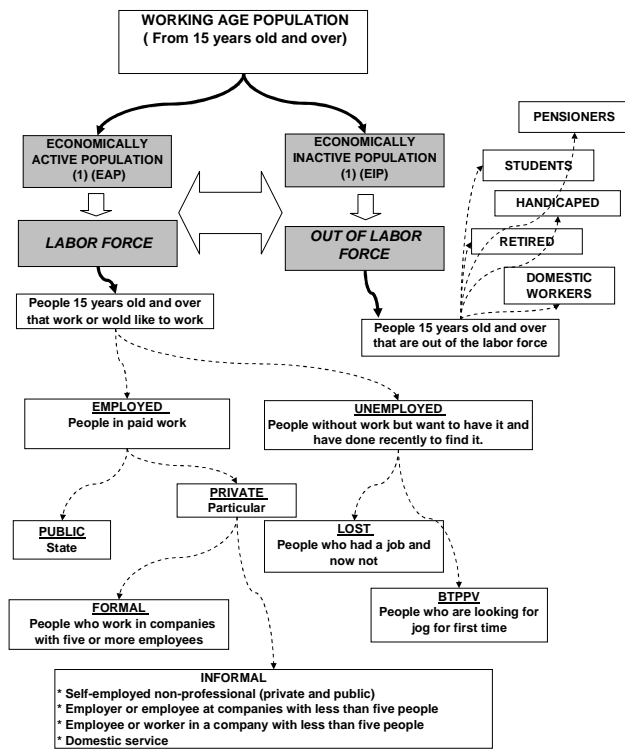 WORKING AGE POPULATION
( From 15 years old and over)
PENSIONERS
ECONOMICALLY
ACTIVE POPULATION
(1) (EAP)
ECONOMICALLY
INACTIVE POPULATION
(1) (EIP)
STUDENTS
HANDICAPED
LABOR FORCE
OUT OF LABOR
FORCE
RETIRED
DOMESTIC
WORKERS
People 15 years old and over
that work or wold like to work
People 15 years old and over
that are out of the labor force
EMPLOYED
People in paid work
UNEMPLOYED
People without work but want to have it and
have done recently to find it.
PRIVATE
Particular
PUBLIC
State
LOST
People who had a job and
now not
FORMAL
People who work in companies
with five or more employees
BTPPV
People who are looking for
jog for first time
INFORMAL
* Self-employed non-professional (private and public)
* Employer or employee at companies with less than five people
* Employee or worker in a company with less than five people
* Domestic service